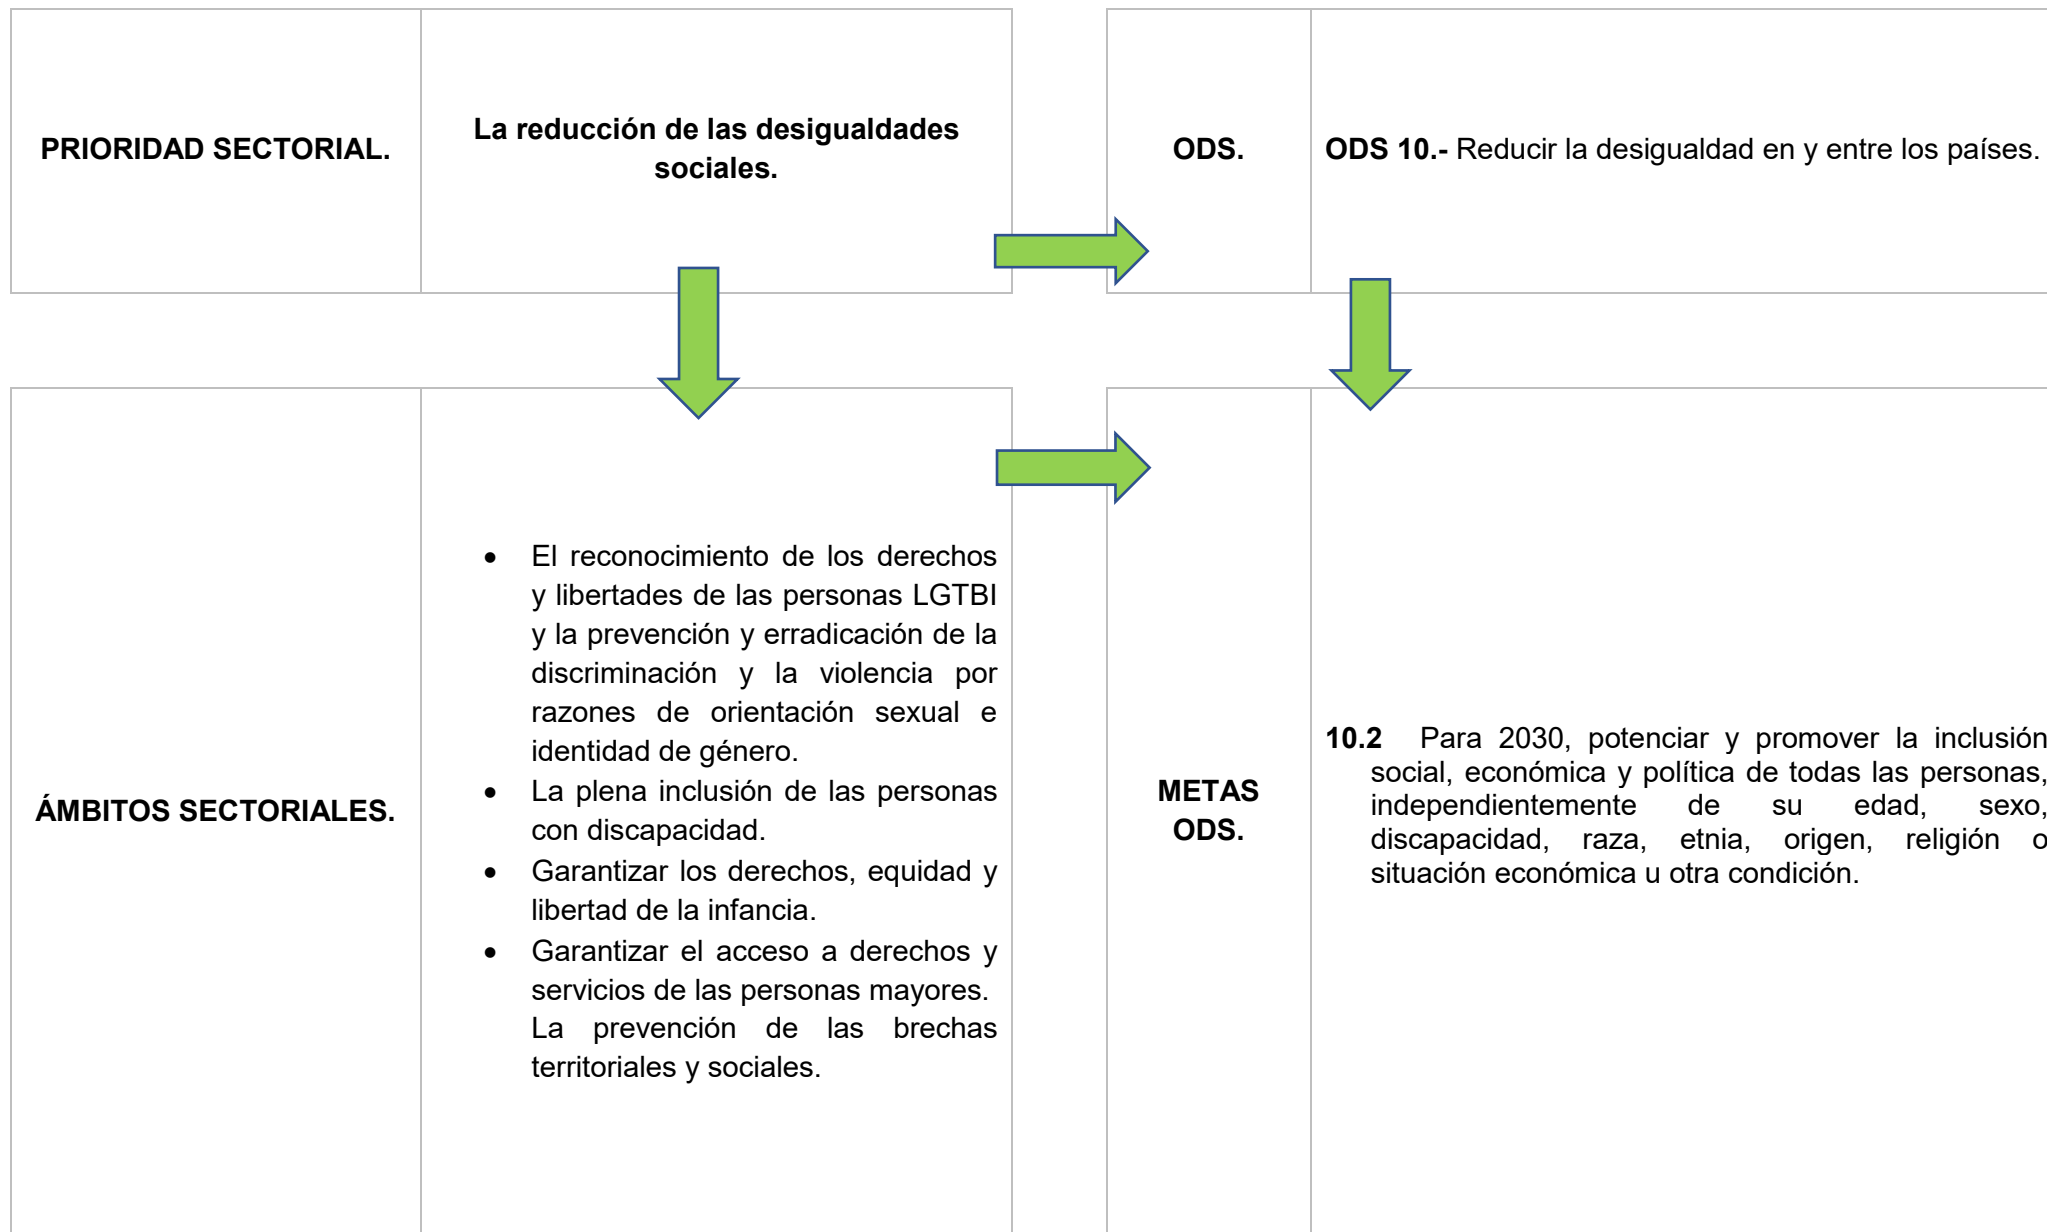 PRIORIDAD SECTORIAL.
La reducción de las desigualdades
sociales.
ODS.
ODS 10.- Reducir la desigualdad en y entre los países.
ÁMBITOS SECTORIALES.
• El reconocimiento de los derechos
y libertades de las personas LGTBI
y la prevención y erradicación de la
discriminación y la violencia por
razones de orientación sexual e
identidad de género.
• La plena inclusión de las personas
con discapacidad.
• Garantizar los derechos, equidad y
libertad de la infancia.
• Garantizar el acceso a derechos y
servicios de las personas mayores.
La prevención de las brechas
territoriales y sociales.
METAS
ODS.
10.2 Para 2030, potenciar y promover la inclusión
social, económica y política de todas las personas,
independientemente de su edad, sexo,
discapacidad, raza, etnia, origen, religión o
situación económica u otra condición.